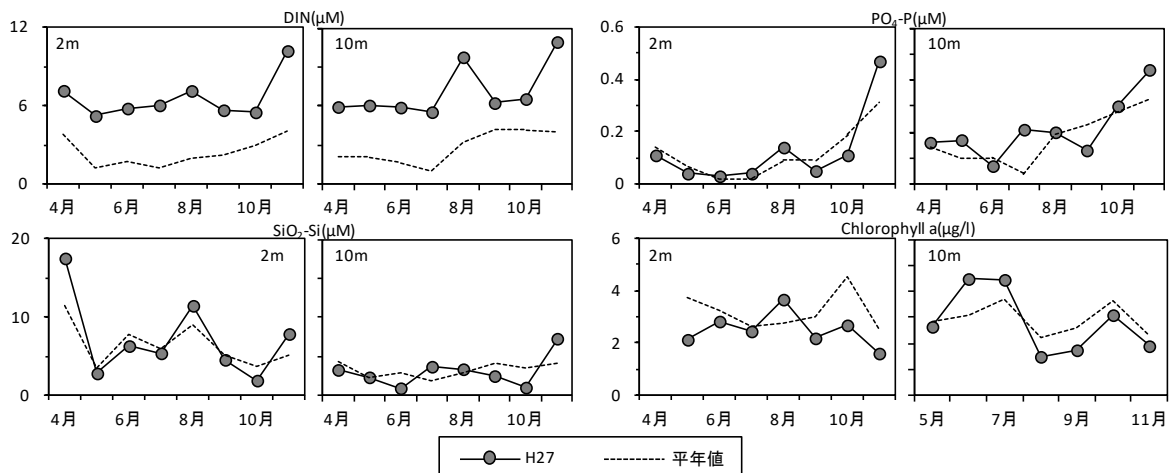 DIN(μM) PO4-P(μM)
12 2m 10m 0.6 2m 10m
6 0.4
0.2
0 0
4月 6月 8月 10月 4月 6月 8月 10月 4月 6月 8月 10月 4月 6月 8月 10月
SiO2-Si(μM) Chlorophyll a(μg/l)
20 2m 10m 6 2m 10m
10 4
2
0 0
4月 6月 8月 10月 4月 6月 8月 10月 4月 6月 8月 10月 5月 7月 9月 11月
H27 平年値